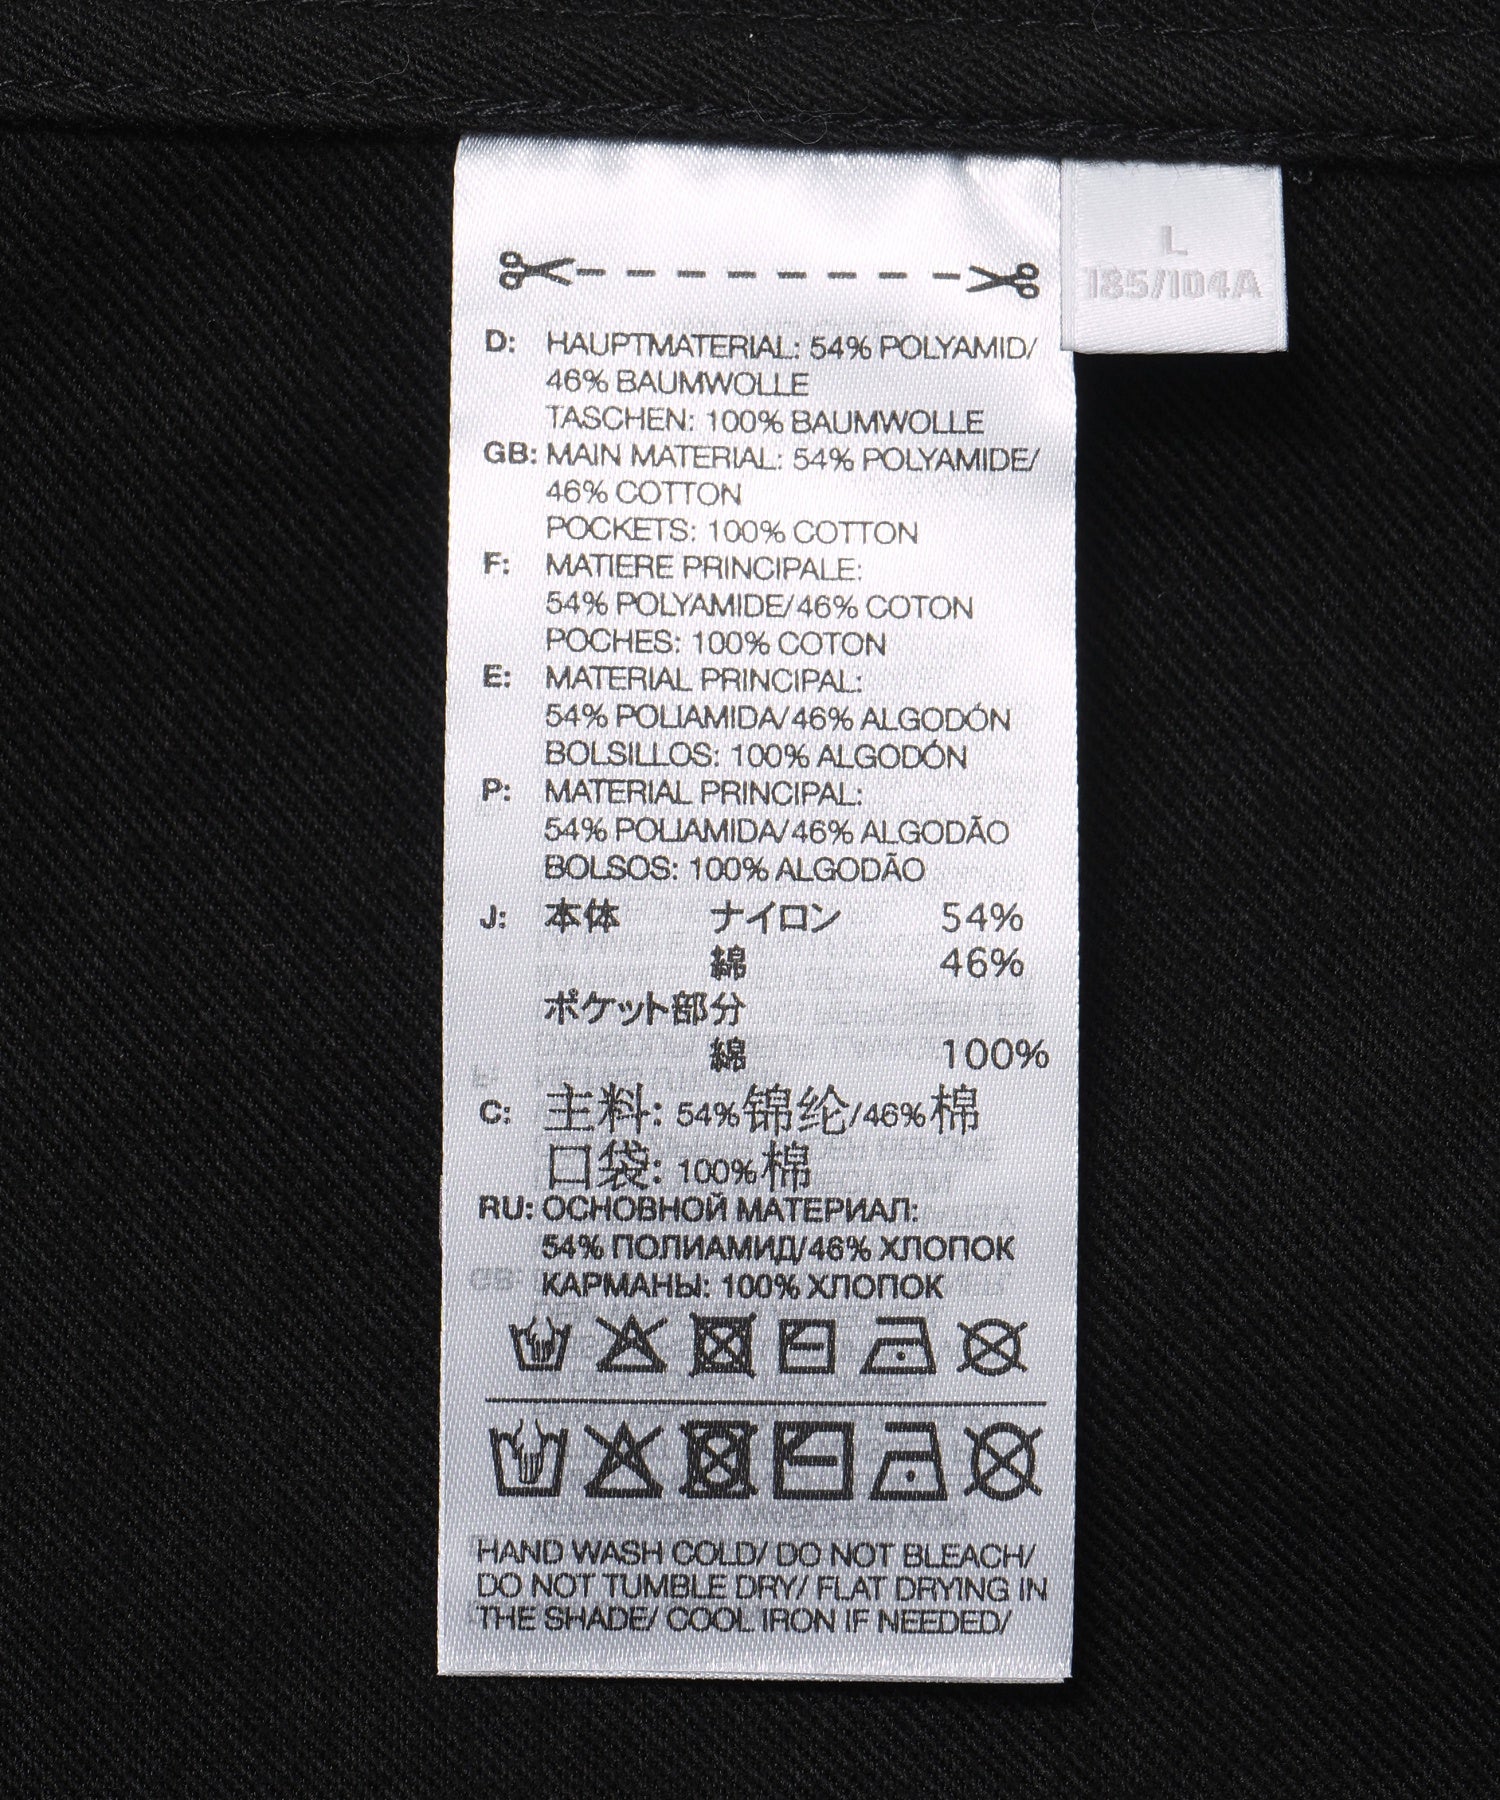 L
185/104A
D: HAUPTMATERIAL: 54% POLYAMID/
46% BAUMWOLLE
TASCHEN: 100% BAUMWOLLE
GB: MAIN MATERIAL: 54% POLYAMIDE/
46% COTTON
POCKETS: 100% COTTON
F: MATIERE PRINCIPALE:
54% POLYAMIDE/46% COTON
POCHES: 100% COTON
E: MATERIAL PRINCIPAL:
54% POLIAMIDA/46% ALGODÓN
BOLSILLOS: 100% ALGODÓN
P: MATERIAL PRINCIPAL:
54% POLIAMIDA/46% ALGODÃO
BOLSOS: 100% ALGODÃO
J: 本体 ナイロン 54%
綿 46%
ポケット部分
綿 100%
C: 主料: 54%锦纶/46%棉
口袋: 100%棉
RU: ОСНОВНОЙ МАТЕРИАЛ:
54% ПОЛИАМИД/46% ХЛОПОК
КАРМАНЫ: 100% ХЛОПОК
HAND WASH COLD/ DO NOT BLEACH/
DO NOT TUMBLE DRY/ FLAT DRYING IN
THE SHADE/ COOL IRON IF NEEDED/